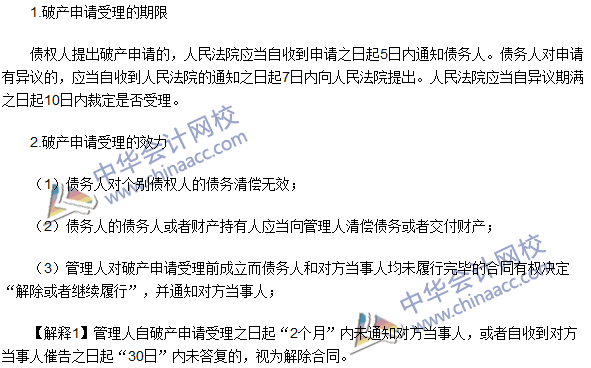 1.破产申请受理的期限
债权人提出破产申请的，人民法院应当自收到申请之日起5日内通知债务人。债务人对申请
有异议的，应当自收到人民法院的通知之日起7日内向人民法院提出。人民法院应当自异议期满
之日起10日内裁定是否受理。
2.破产申请受理的效力
（1）债务人对个别债权人的债务清偿无效；
（2）债务人的债务人或者财产持有人应当向管理人清偿债务或者交付财产；
（3）管理人对破产申请受理前成立而债务人和对方当事人均未履行完毕的合同有权决定
“解除或者继续履行”，并通知对方当事人；
【解释1】管理人自破产申请受理之日起“2个月”内未通知对方当事人，或者自收到对方
当事人催告之日起“30日”内未答复的，视为解除合同。
中华会计网校
www.chinaacc.com
中华会计网校
www.chinaacc.com